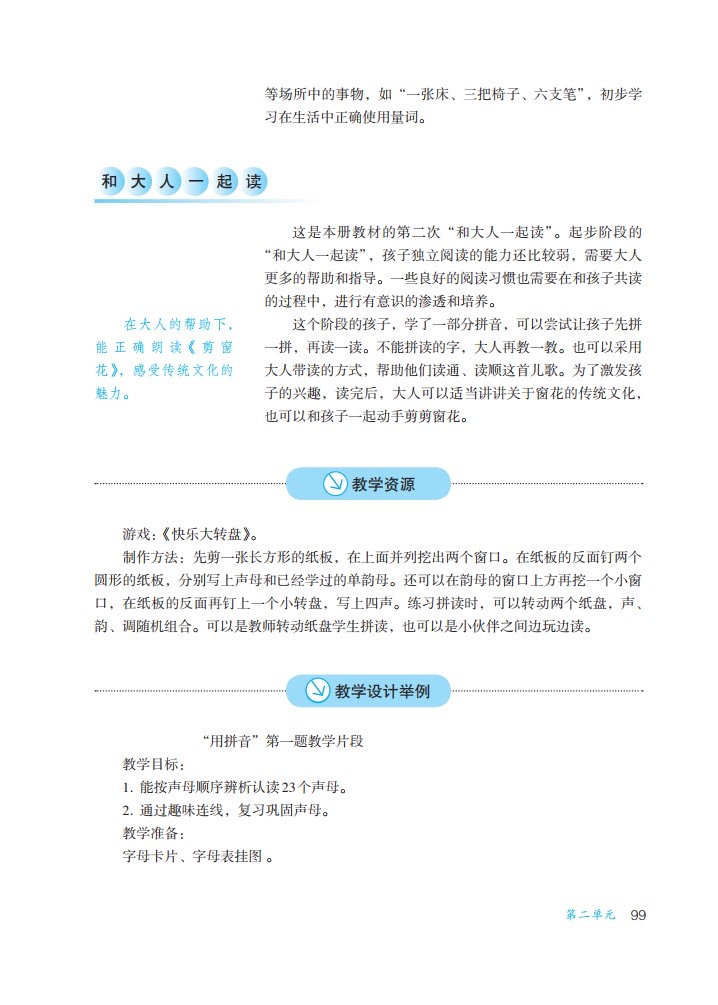 等场所中的事物，如“一张床、三把椅子、六支笔”，初步学
习在生活中正确使用量词。
和大人一起读
这是本册教材的第二次“和大人一起读”。起步阶段的
“和大人一起读”，孩子独立阅读的能力还比较弱，需要大人
更多的帮助和指导。一些良好的阅读习惯也需要在和孩子共读
的过程中，进行有意识的渗透和培养。
这个阶段的孩子，学了一部分拼音，可以尝试让孩子先拼
一拼，再读一读。不能拼读的字，大人再教一教。也可以采用
大人带读的方式，帮助他们读通、读顺这首儿歌。为了激发孩
子的兴趣，读完后，大人可以适当讲讲关于窗花的传统文化，
也可以和孩子一起动手剪剪窗花。
在大人的帮助下，
能正确朗读《剪窗
花》，感受传统文化的
魅力。
教学资源
游戏：《快乐大转盘》。
制作方法：先剪一张长方形的纸板，在上面并列挖出两个窗口。在纸板的反面钉两个
圆形的纸板，分别写上声母和已经学过的单韵母。还可以在韵母的窗口上方再挖一个小窗
口，在纸板的反面再钉上一个小转盘，写上四声。练习拼读时，可以转动两个纸盘，声、
韵、调随机组合。可以是教师转动纸盘学生拼读，也可以是小伙伴之间边玩边读。
教学设计举例
“用拼音”第一题教学片段
教学目标：
1. 能按声母顺序辨析认读23个声母。
2. 通过趣味连线，复习巩固声母。
教学准备：
字母卡片、字母表挂图。
第二单元 99